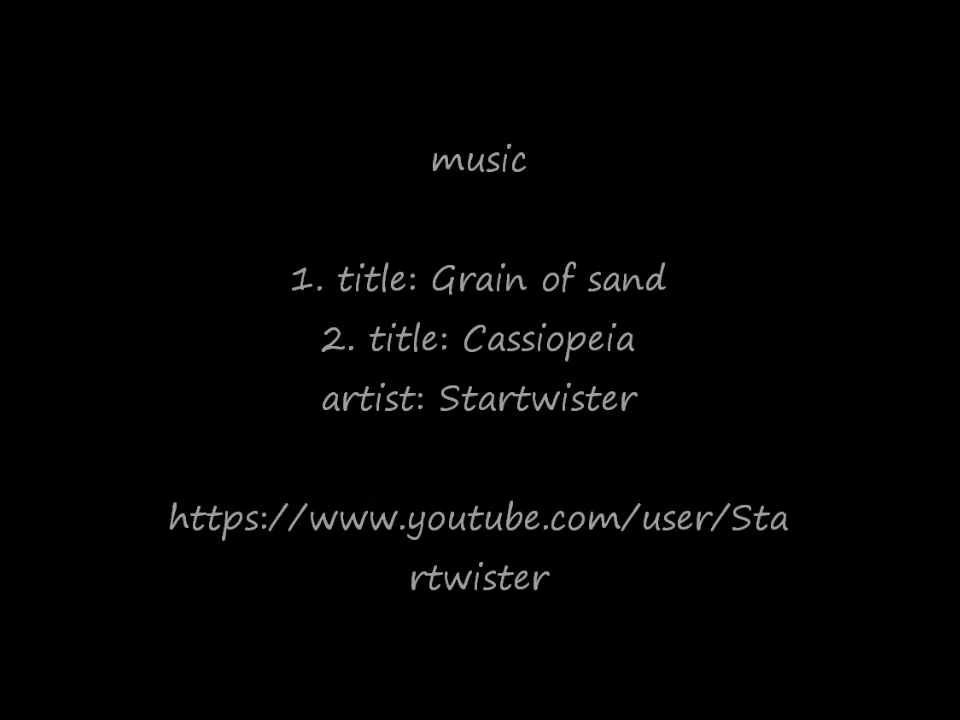 music
1. title: Grain of sand
2. title: Cassiopeia
artist: Startwister
https://www.youtube.com/user/Sta
rtwister